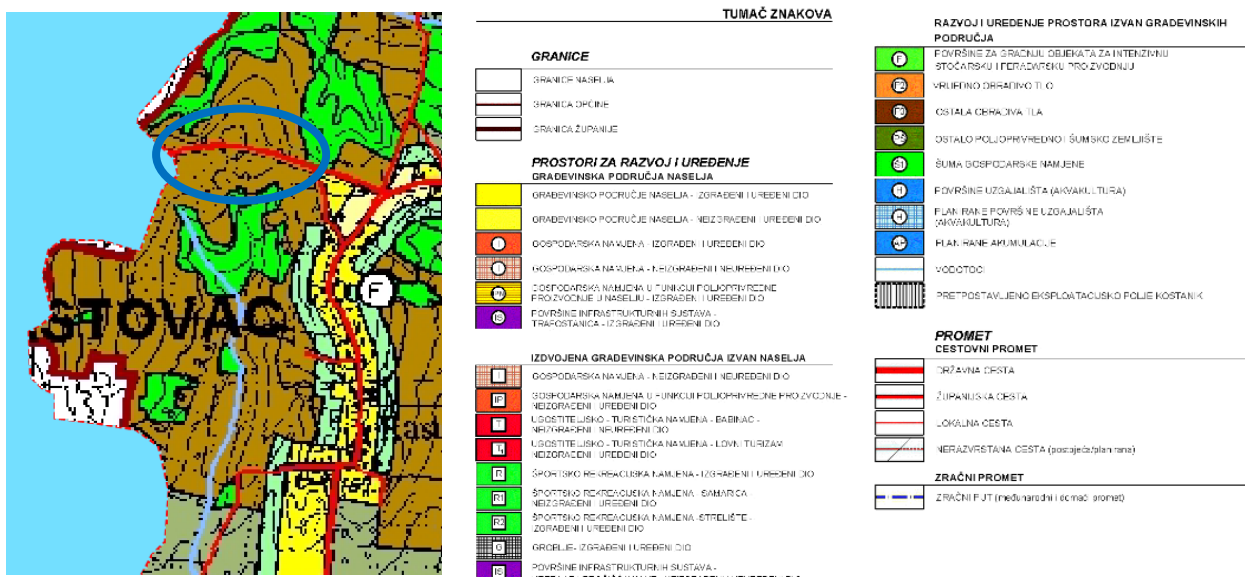 STOVAC
F
TUMAČ ZNAKOVA
GRANICE
GRANICE NASELJA
GRANICA OPĆINE
GRANICA ŽUPANIJE
PROSTORI ZA RAZVOJ I UREĐENJE
GRAĐEVINSKA PODRUČJA NASELJA
GRAĐEVINSKO PODRUČJE NASELJA - IZGRAĐENI I UREĐENI DIO
GRAĐEVINSKO PODRUČJE NASELJA - NEIZGRAĐENI I UREĐENI DIO
I
GOSPODARSKA NAMJENA - IZGRAĐENI I UREĐENI DIO
I
GOSPODARSKA NAMJENA - NEIZGRAĐENI I NEUREĐENI DIO
GOSPODARSKA NAMJENA U FUNKCIJI POLJOPRIVREDNE
PROIZVODNJE U NASELJU - IZGRAĐENI I UREĐENI DIO
IS
POVRŠINE INFRASTRUKTURNIH SUSTAVA -
TRAFOSTANICA - IZGRAĐENI I UREĐENI DIO
IZDVOJENA GRAĐEVINSKA PODRUČJA IZVAN NASELJA
I
GOSPODARSKA NAMJENA - NEIZGRAĐENI I NEUREĐENI DIO
IP
GOSPODARSKA NAMJENA U FUNKCIJI POLJOPRIVREDNE PROIZVODNJE -
NEIZGRAĐENI I UREĐENI DIO
T
UGOSTITELJSKO - TURISTIČKA NAMJENA - BABINAC -
NEIZGRAĐENI I NEUREĐENI DIO
T
UGOSTITELJSKO - TURISTIČKA NAMJENA - LOVNI TURIZAM
NEIZGRAĐENI I UREĐENI DIO
R
ŠPORTSKO REKREACIJSKA NAMJENA - IZGRAĐENI I UREĐENI DIO
R1
ŠPORTSKO REKREACIJSKA NAMJENA - SAMARICA
NEIZGRAĐENI I UREĐENI DIO
R2
ŠPORTSKO REKREACIJSKA NAMJENA - STRELIŠTE -
IZGRAĐENI I UREĐENI DIO
G
GROBLJE - IZGRAĐENI I UREĐENI DIO
IS
POVRŠINE INFRASTRUKTURNIH SUSTAVA -
RAZVOJ I UREĐENJE PROSTORA IZVAN GRAĐEVINSKIH
PODRUČJA
F
POVRŠINE ZA GRADNJU OBJEKATA ZA INTENZIVNU
STOČARSKU I PERADARSKU PROIZVODNJU
P2
VRIJEDNO OBRADIVO TLO
P3
OSTALA OBRADIVA TLA
OSTALO POLJOPRIVREDNO I ŠUMSKO ZEMLJIŠTE
Š1
ŠUMA GOSPODARSKE NAMJENE
H
POVRŠINE UZGAJALIŠTA (AKVAKULTURA)
H
PLANIRANE POVRŠINE UZGAJALIŠTA
(AKVAKULTURA)
PLANIRANE AKUMULACIJE
VODOTOCI
PRETPOSTAVLJENO EKSPLOATACIJSKO POLJE KOSTANIK
PROMET
CESTOVNI PROMET
DRŽAVNA CESTA
ŽUPANIJSKA CESTA
LOKALNA CESTA
NERAZVRSTANA CESTA (postojeća/planirana)
ZRAČNI PROMET
ZRAČNI PUT (međunarodni i domaći promet)